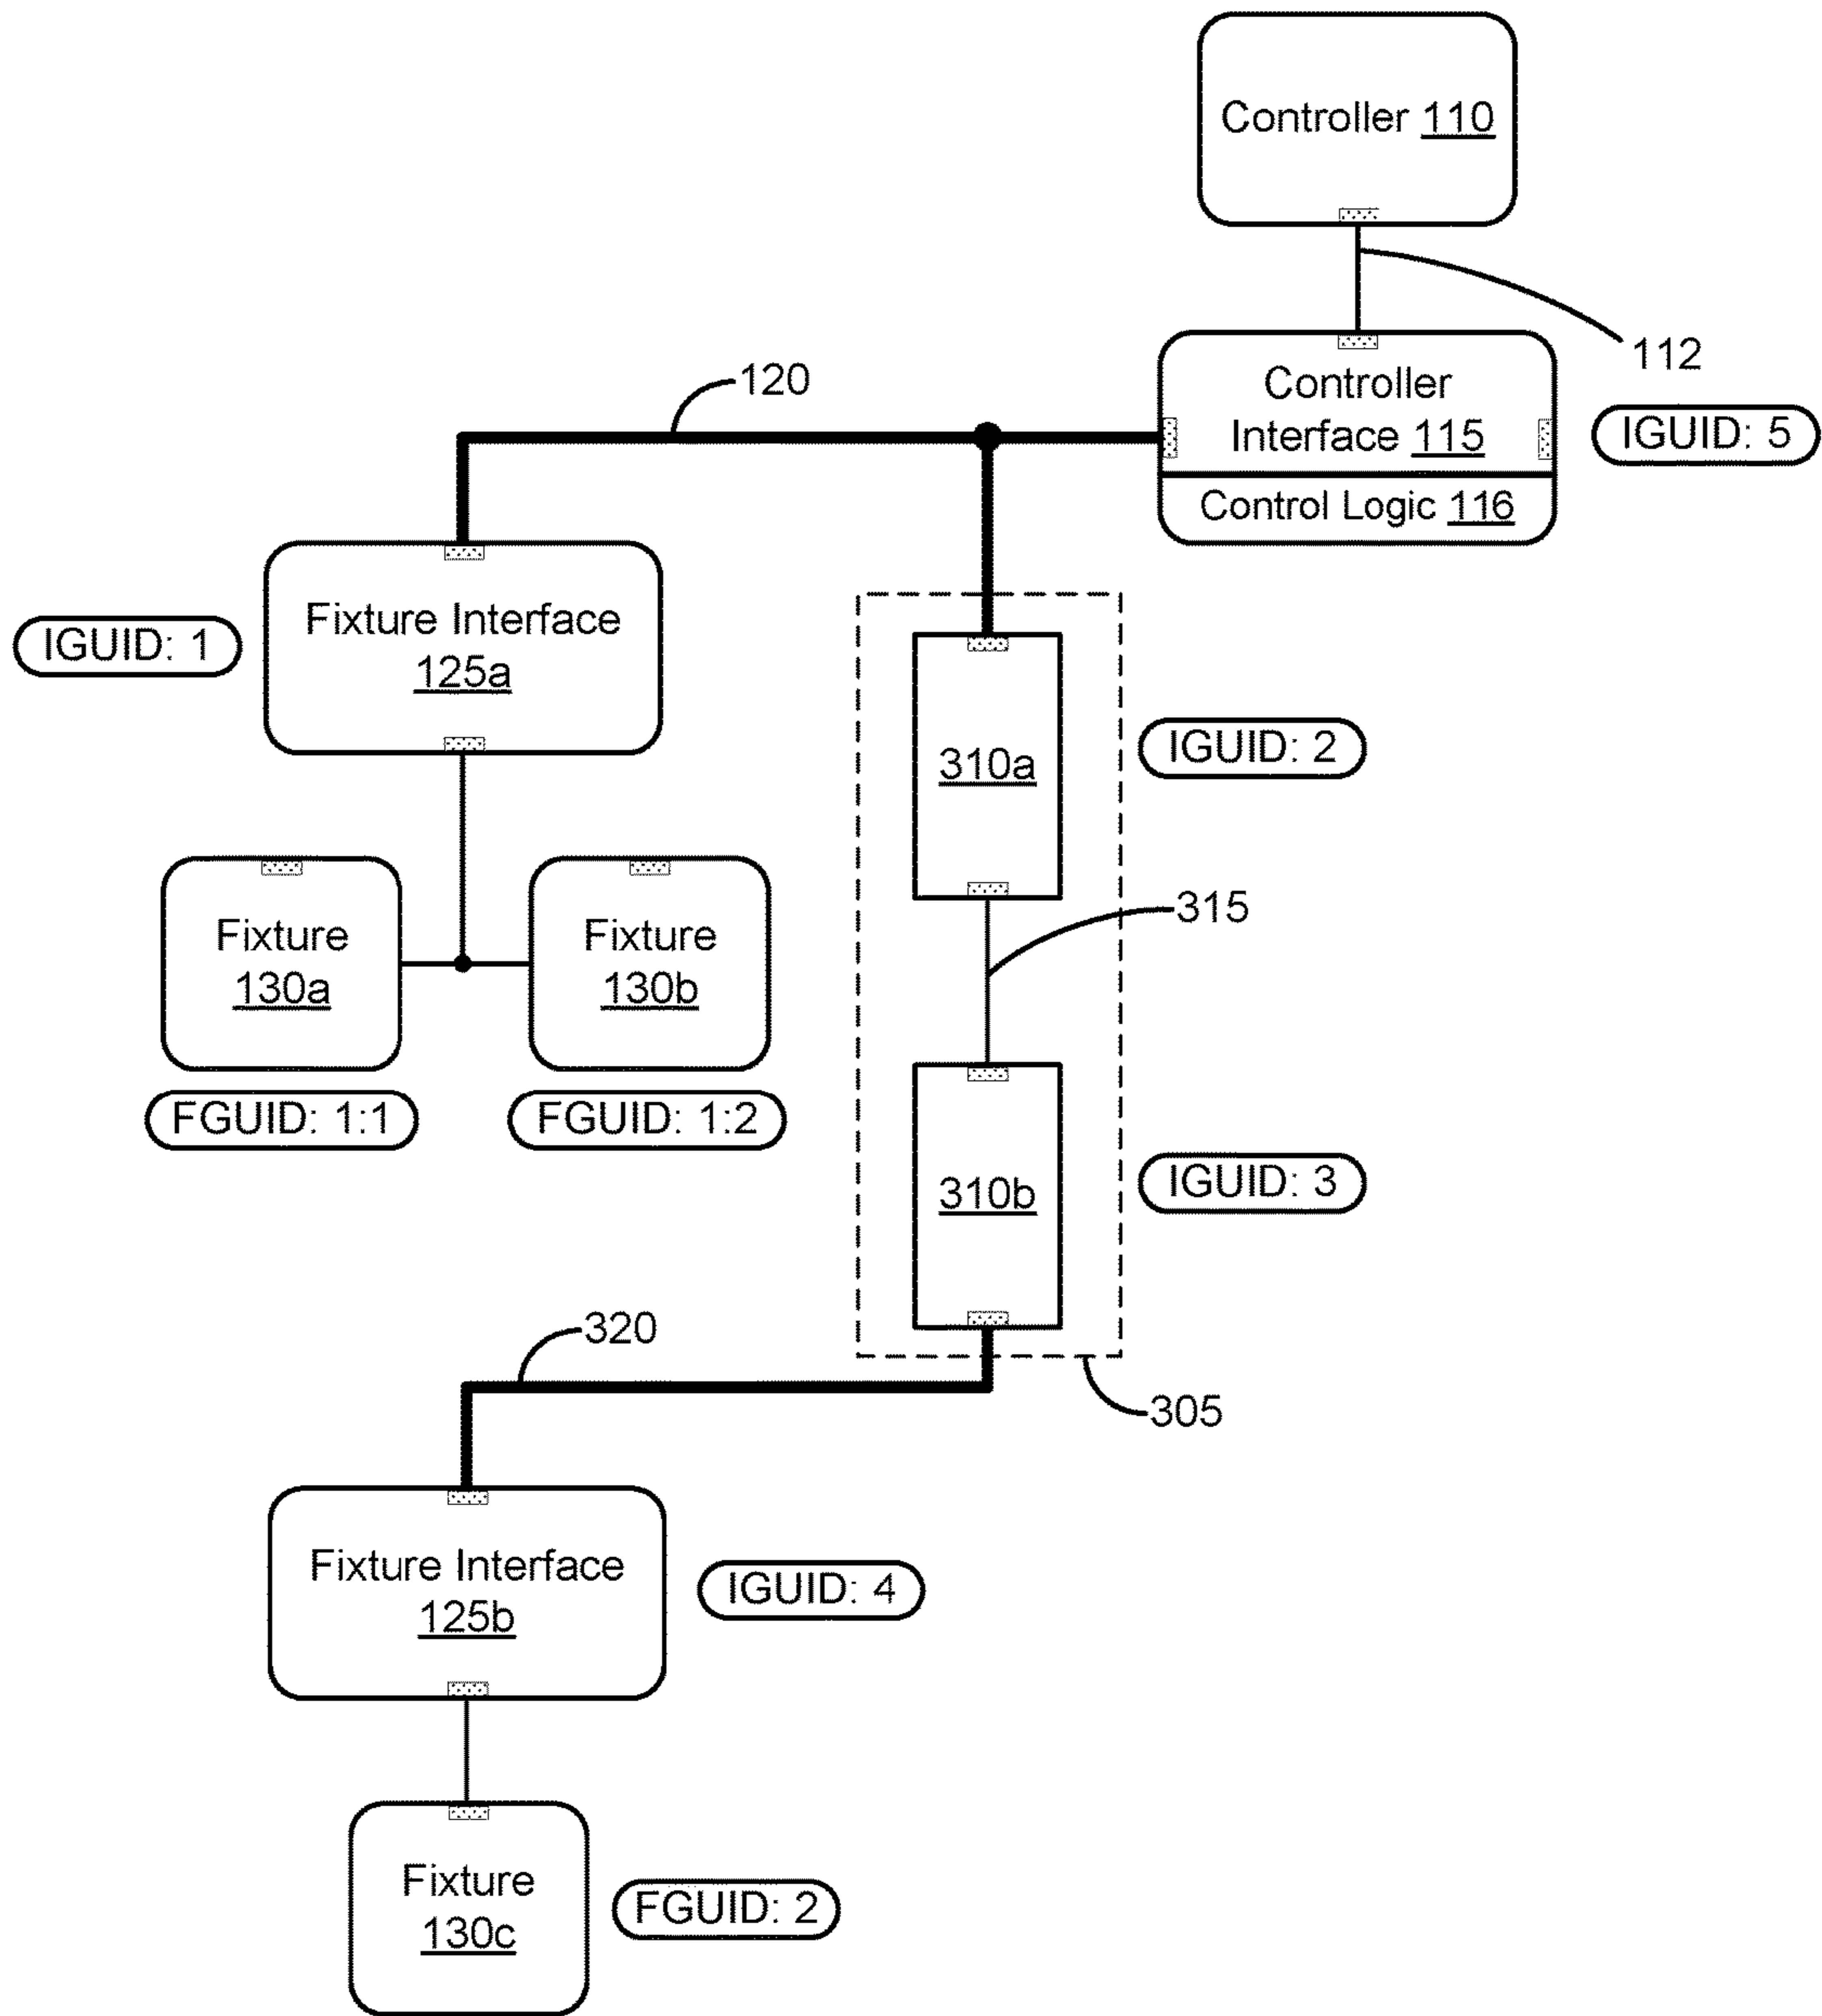 Controller 110
112
120
Controller
Interface 115
IGUID: 5
Control Logic 116
Fixture Interface
125a
IGUID: 1
310a
IGUID: 2
315
Fixture
130a
Fixture
130b
FGUID: 1:1
FGUID: 1:2
310b
IGUID: 3
320
305
Fixture Interface
125b
IGUID: 4
Fixture
130c
FGUID: 2